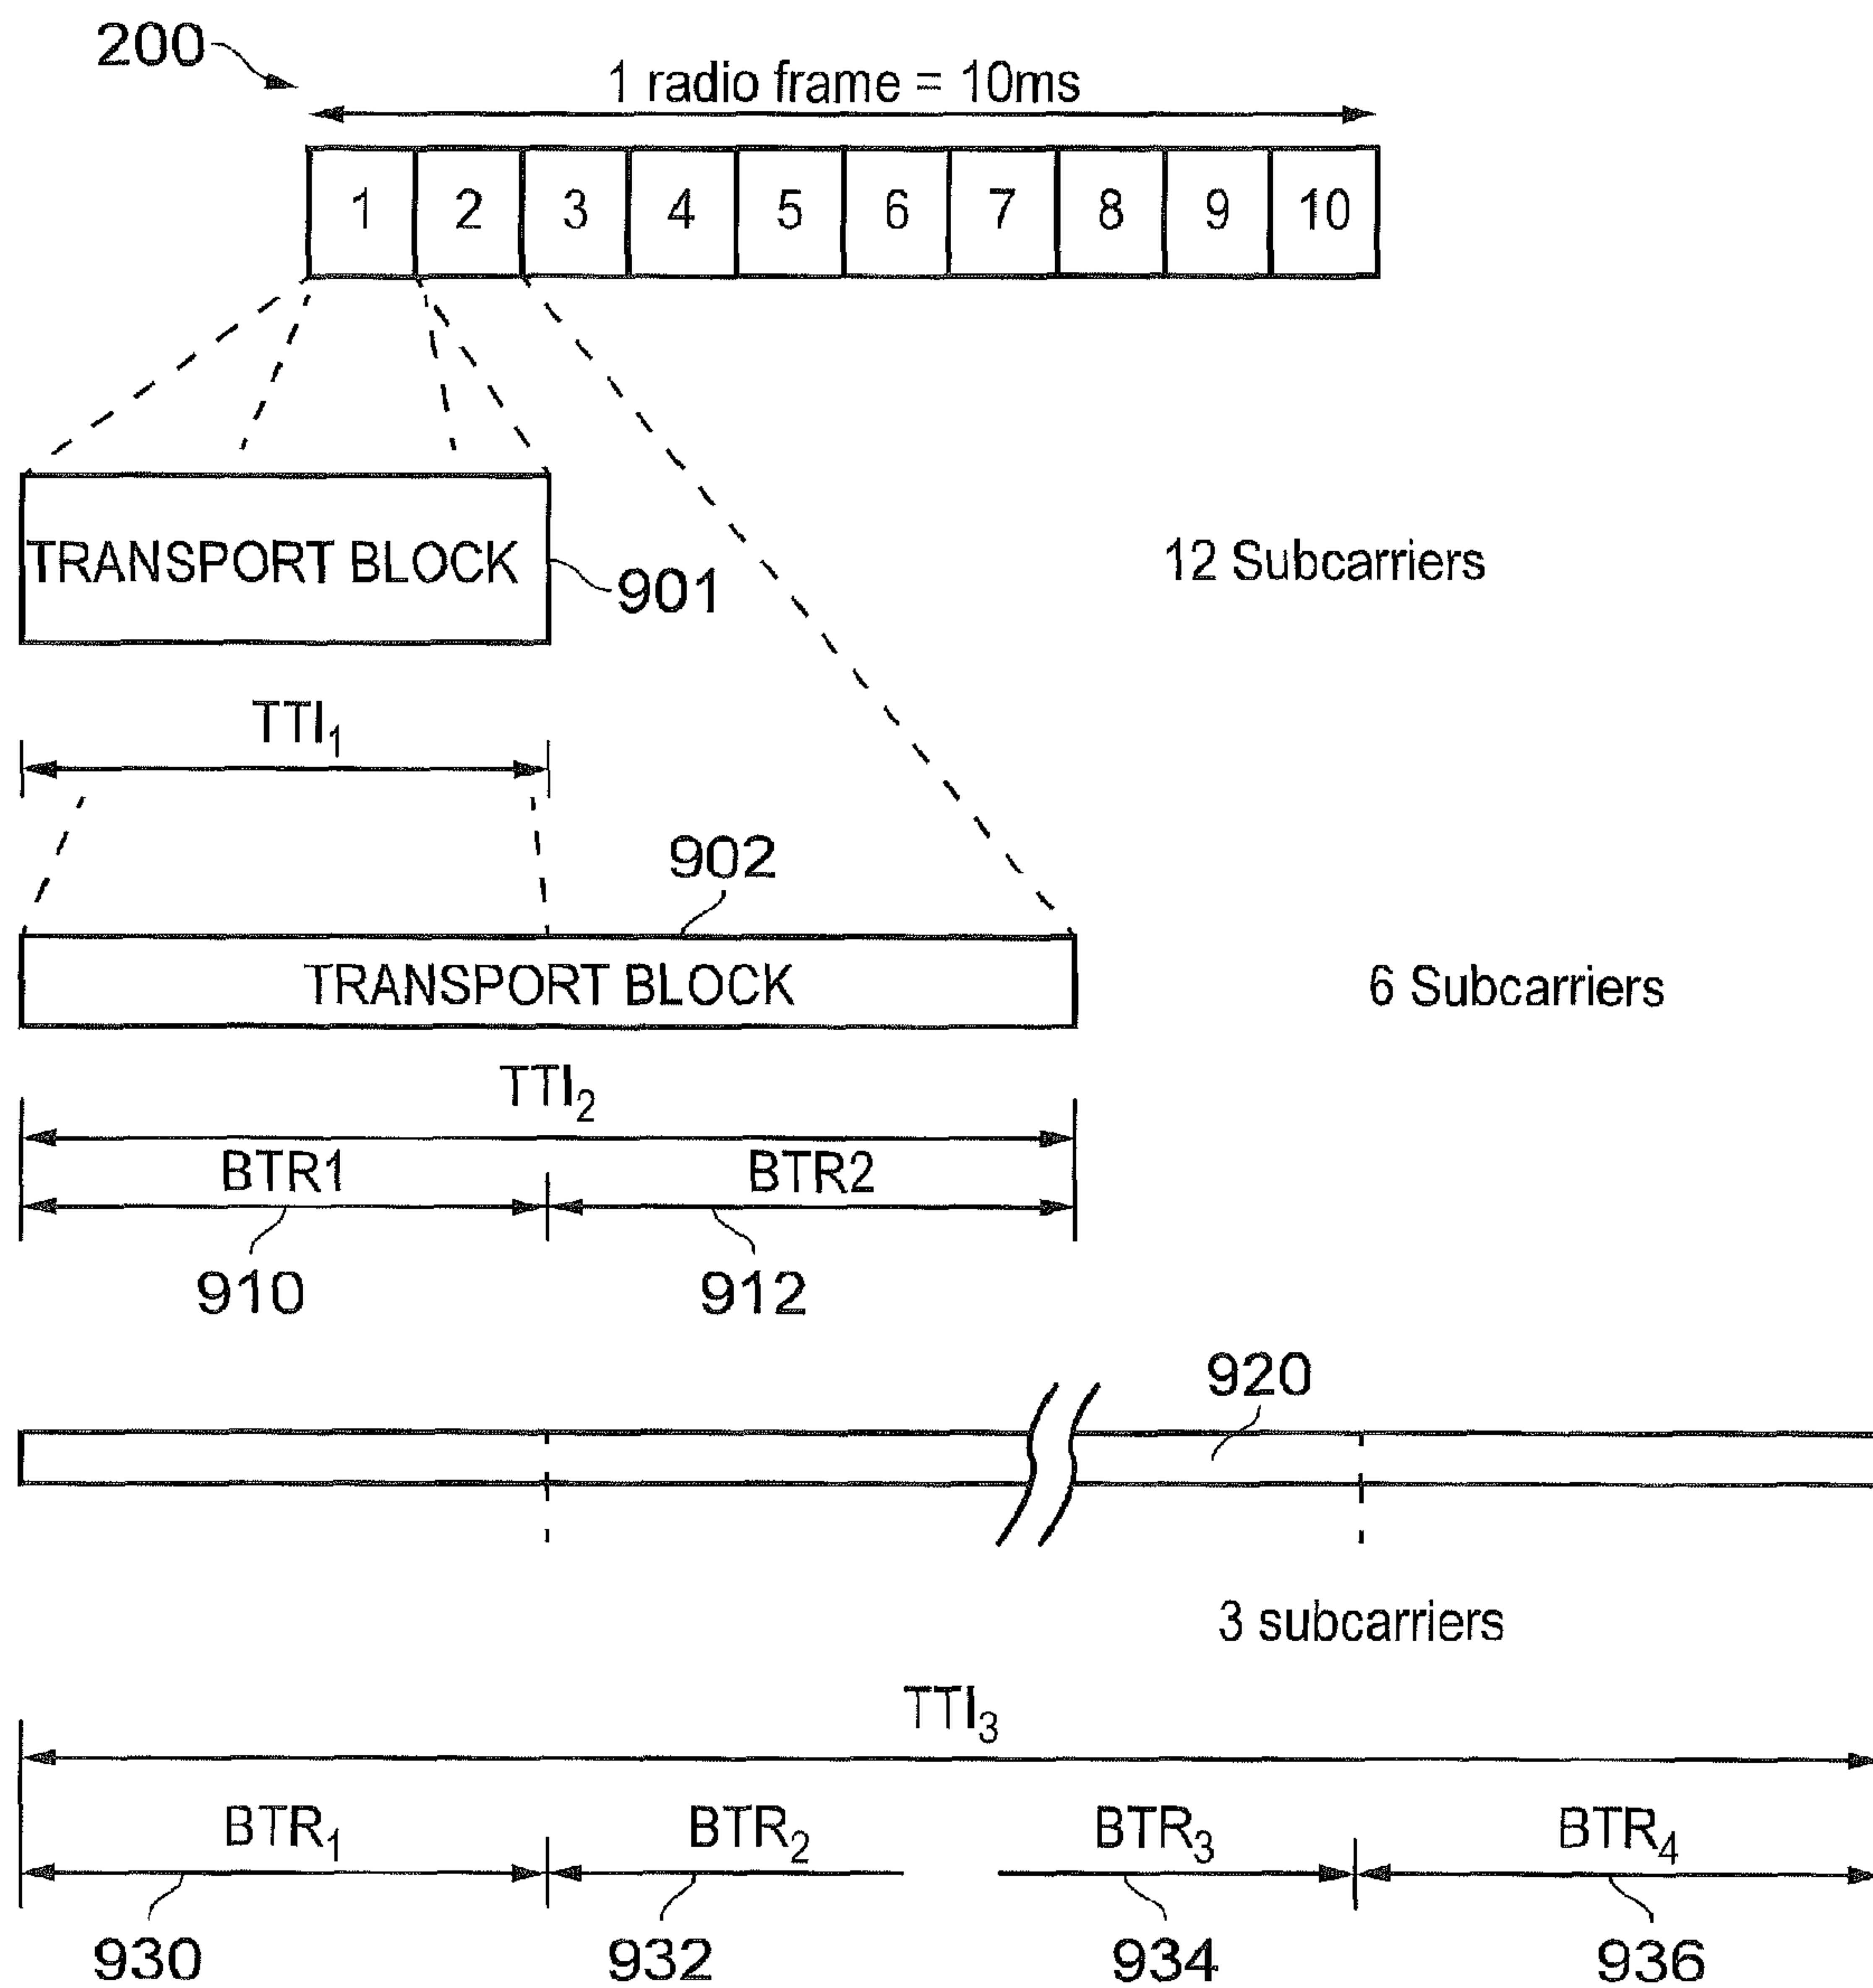 200
1 radio frame = 10ms
1 2 3 4 5 6 7 8 9 10
TRANSPORT BLOCK
901
12 Subcarriers
TTI₁
902
TRANSPORT BLOCK
6 Subcarriers
TTI₂
BTR1 BTR2
910 912
920
3 subcarriers
TTI₃
BTR₁ BTR₂ BTR₃ BTR₄
930 932 934 936